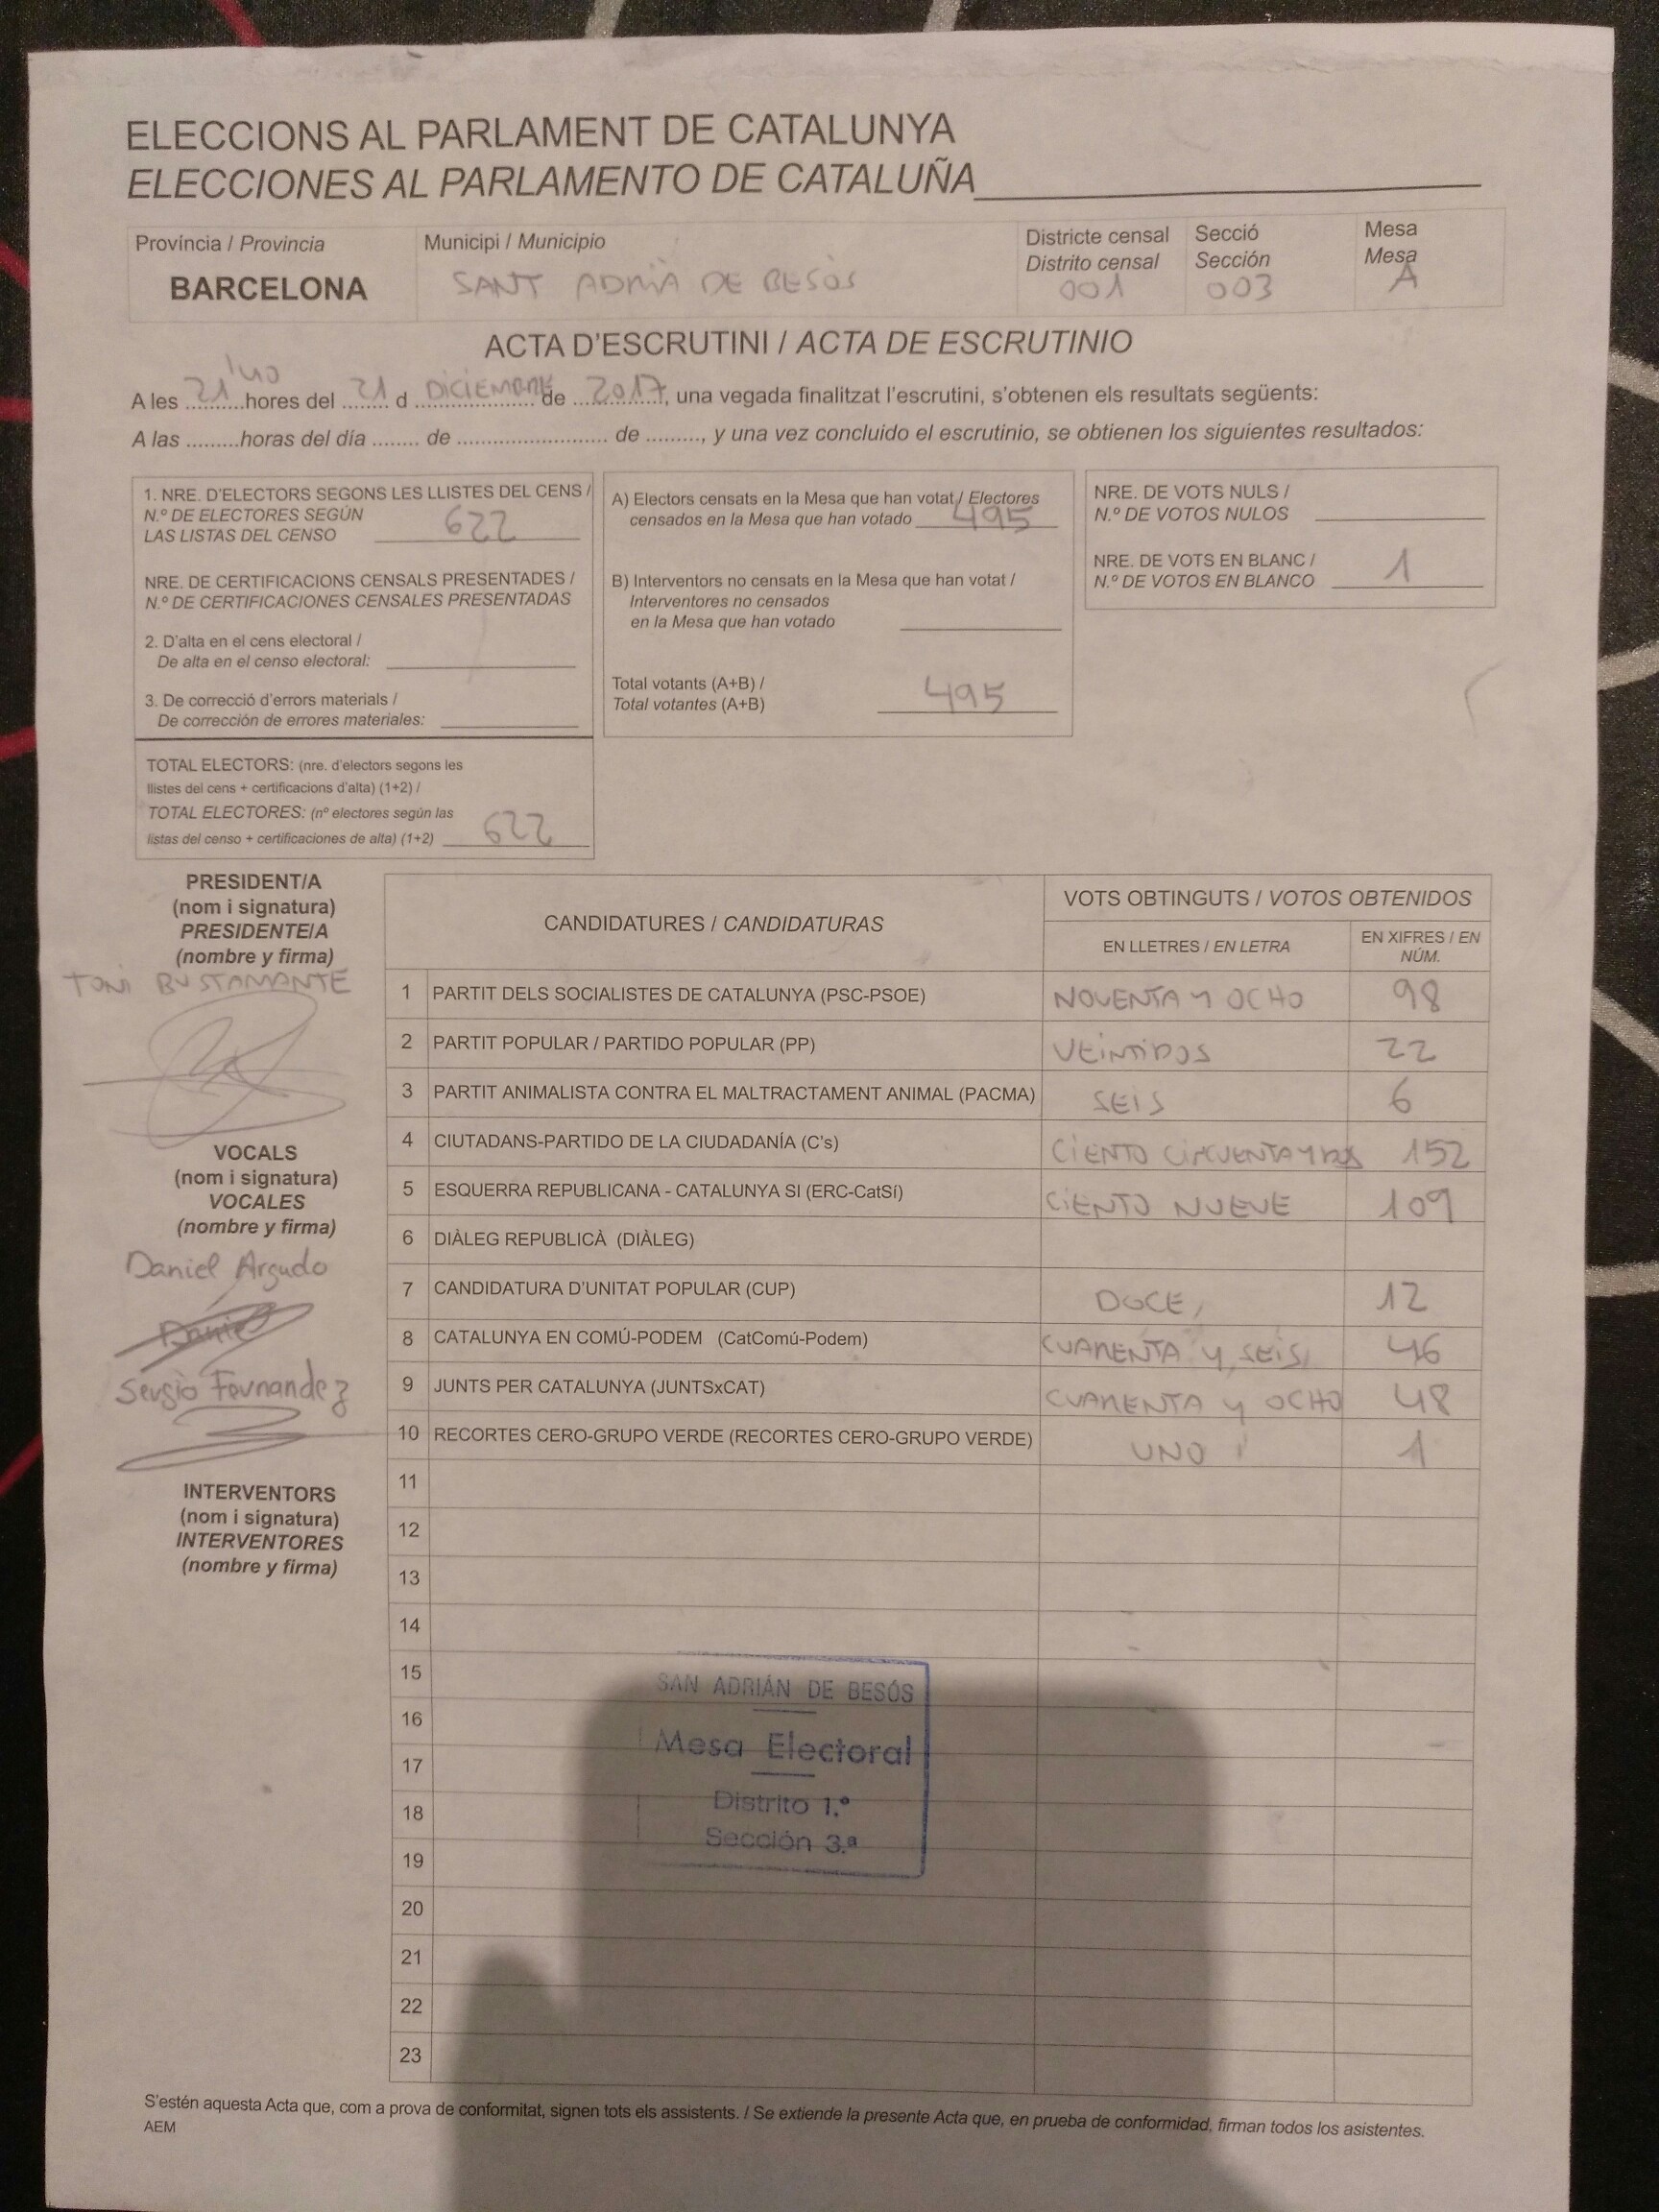 ELECCIONS AL PARLAMENT DE CATALUNYA
ELECCIONES AL PARLAMENTO DE CATALUÑA
Província / Provincia
BARCELONA
Municipi / Municipio
SANT ADRIÀ DE BESÒS
Districte censal
Distrito censal
001
Secció
Sección
003
Mesa
Mesa
A
ACTA D'ESCRUTINI / ACTA DE ESCRUTINIO
A les 21'40 hores del 21 d DICIEMBRE de 2017, una vegada finalitzat l'escrutini, s'obtenen els resultats següents:
A las .........horas del día ........ de ........................ de ........., y una vez concluido el escrutinio, se obtienen los siguientes resultados:
1. NRE. D'ELECTORS SEGONS LES LLISTES DEL CENS /
N.º DE ELECTORES SEGÚN
LAS LISTAS DEL CENSO 622
NRE. DE CERTIFICACIONS CENSALS PRESENTADES /
N.º DE CERTIFICACIONES CENSALES PRESENTADAS
2. D'alta en el cens electoral /
De alta en el censo electoral:
3. De correcció d'errors materials /
De corrección de errores materiales:
TOTAL ELECTORS: (nre. d'electors segons les
llistes del cens + certificacions d'alta) (1+2) /
TOTAL ELECTORES: (nº electores según las
listas del censo + certificaciones de alta) (1+2) 622
A) Electors censats en la Mesa que han votat / Electores
censados en la Mesa que han votado 495
B) Interventors no censats en la Mesa que han votat /
Interventores no censados
en la Mesa que han votado
Total votants (A+B) /
Total votantes (A+B) 495
NRE. DE VOTS NULS /
N.º DE VOTOS NULOS
NRE. DE VOTS EN BLANC /
N.º DE VOTOS EN BLANCO 1
PRESIDENT/A
(nom i signatura)
PRESIDENTE/A
(nombre y firma)
TONI BUSTAMANTE
VOCALS
(nom i signatura)
VOCALES
(nombre y firma)
Daniel Argudo
Sergio Fernandez
INTERVENTORS
(nom i signatura)
INTERVENTORES
(nombre y firma)
CANDIDATURES / CANDIDATURAS
VOTS OBTINGUTS / VOTOS OBTENIDOS
EN LLETRES / EN LETRA
EN XIFRES / EN
NÚM.
1 PARTIT DELS SOCIALISTES DE CATALUNYA (PSC-PSOE) NOVENTA Y OCHO 98
2 PARTIT POPULAR / PARTIDO POPULAR (PP) VEINTIDOS 22
3 PARTIT ANIMALISTA CONTRA EL MALTRACTAMENT ANIMAL (PACMA) SEIS 6
4 CIUTADANS-PARTIDO DE LA CIUDADANÍA (C's) CIENTO CINCUENTA Y DOS 152
5 ESQUERRA REPUBLICANA - CATALUNYA SI (ERC-CatSí) CIENTO NUEVE 109
6 DIÀLEG REPUBLICÀ (DIÀLEG)
7 CANDIDATURA D'UNITAT POPULAR (CUP) DOCE, 12
8 CATALUNYA EN COMÚ-PODEM (CatComú-Podem) CUARENTA Y SEIS 46
9 JUNTS PER CATALUNYA (JUNTSxCAT) CUARENTA Y OCHO 48
10 RECORTES CERO-GRUPO VERDE (RECORTES CERO-GRUPO VERDE) UNO 1
11
12
13
14
15
16
17
18
19
20
21
22
23
SAN ADRIÁN DE BESÓS
Mesa Electoral
Distrito 1.º
Sección 3.ª
S'estén aquesta Acta que, com a prova de conformitat, signen tots els assistents. / Se extiende la presente Acta que, en prueba de conformidad, firman todos los asistentes.
AEM